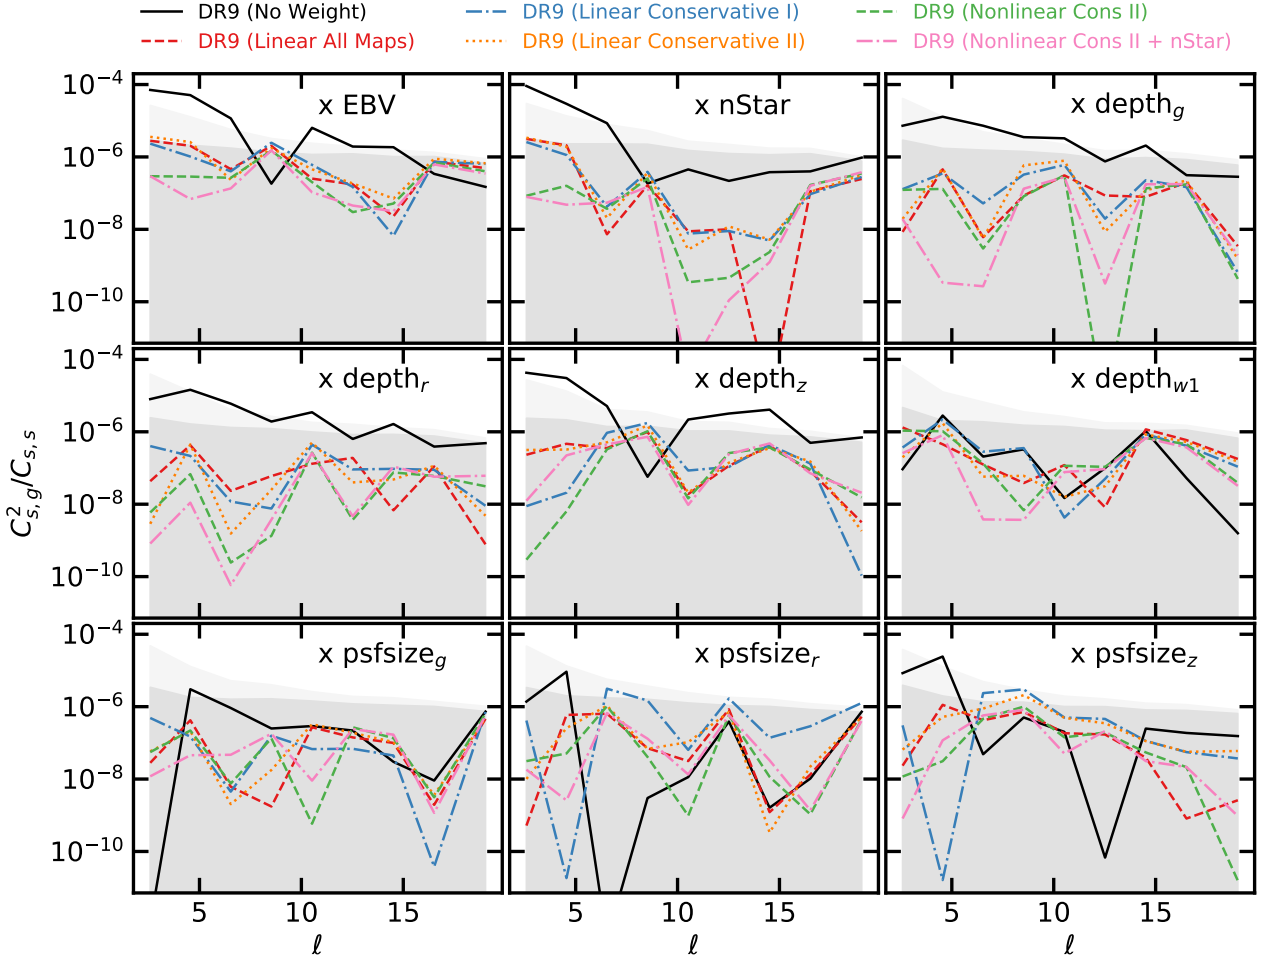 DR9 (No Weight) DR9 (Linear Conservative I) DR9 (Nonlinear Cons II)
DR9 (Linear All Maps) DR9 (Linear Conservative II) DR9 (Nonlinear Cons II + nStar)
10⁻⁴ x EBV x nStar x depth_g
10⁻⁶
10⁻⁸
10⁻¹⁰
10⁻⁴ x depth_r x depth_z x depth_w1
10⁻⁶
10⁻⁸
10⁻¹⁰
C²_{s,g}/C_{s,s}
10⁻⁴ x psfsize_g x psfsize_r x psfsize_z
10⁻⁶
10⁻⁸
10⁻¹⁰
5 10 15 5 10 15 5 10 15
ℓ ℓ ℓ